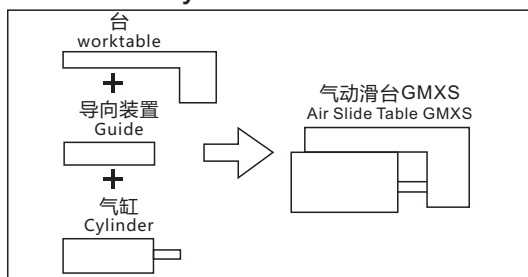 台
worktable
+
导向装置
Guide
+
气缸
Cylinder
气动滑台GMXS
Air Slide Table GMXS